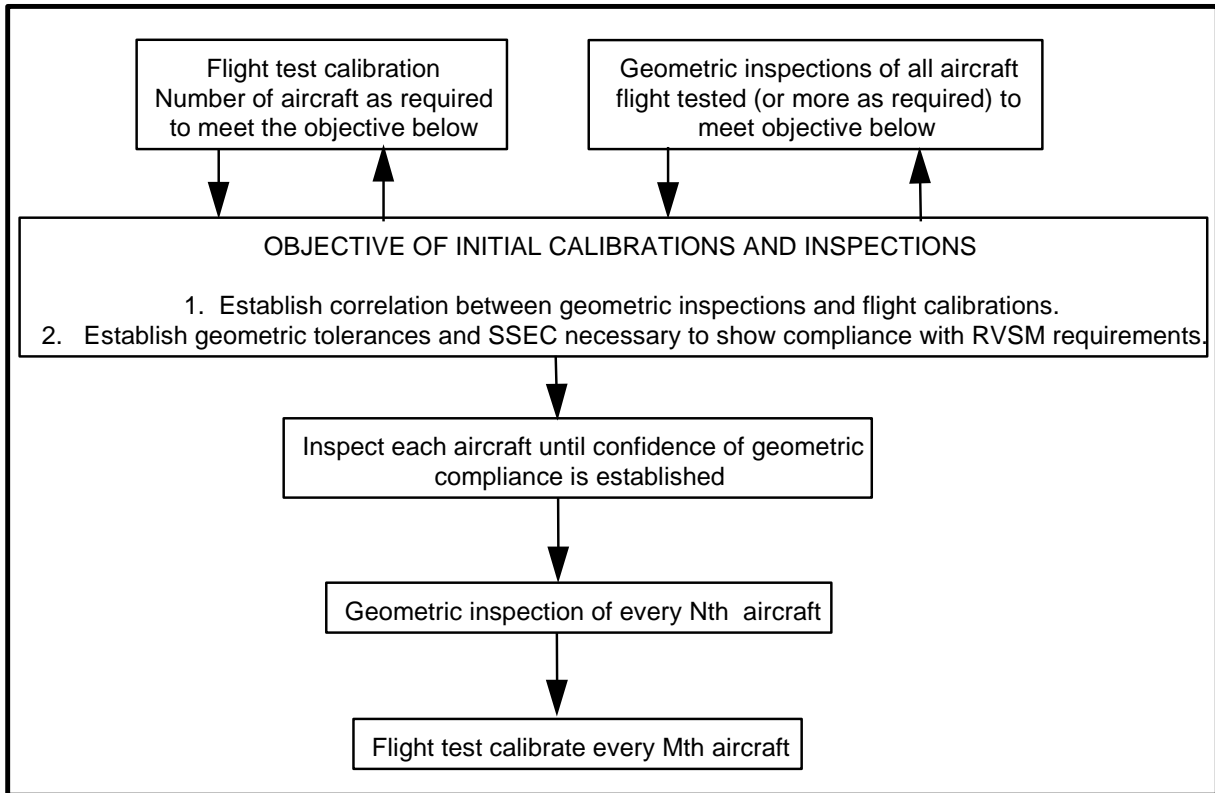 Flight test calibration
Number of aircraft as required
to meet the objective below
Geometric inspections of all aircraft
flight tested (or more as required) to
meet objective below
OBJECTIVE OF INITIAL CALIBRATIONS AND INSPECTIONS
1. Establish correlation between geometric inspections and flight calibrations.
2. Establish geometric tolerances and SSEC necessary to show compliance with RVSM requirements.
Inspect each aircraft until confidence of geometric
compliance is established
Geometric inspection of every Nth aircraft
Flight test calibrate every Mth aircraft